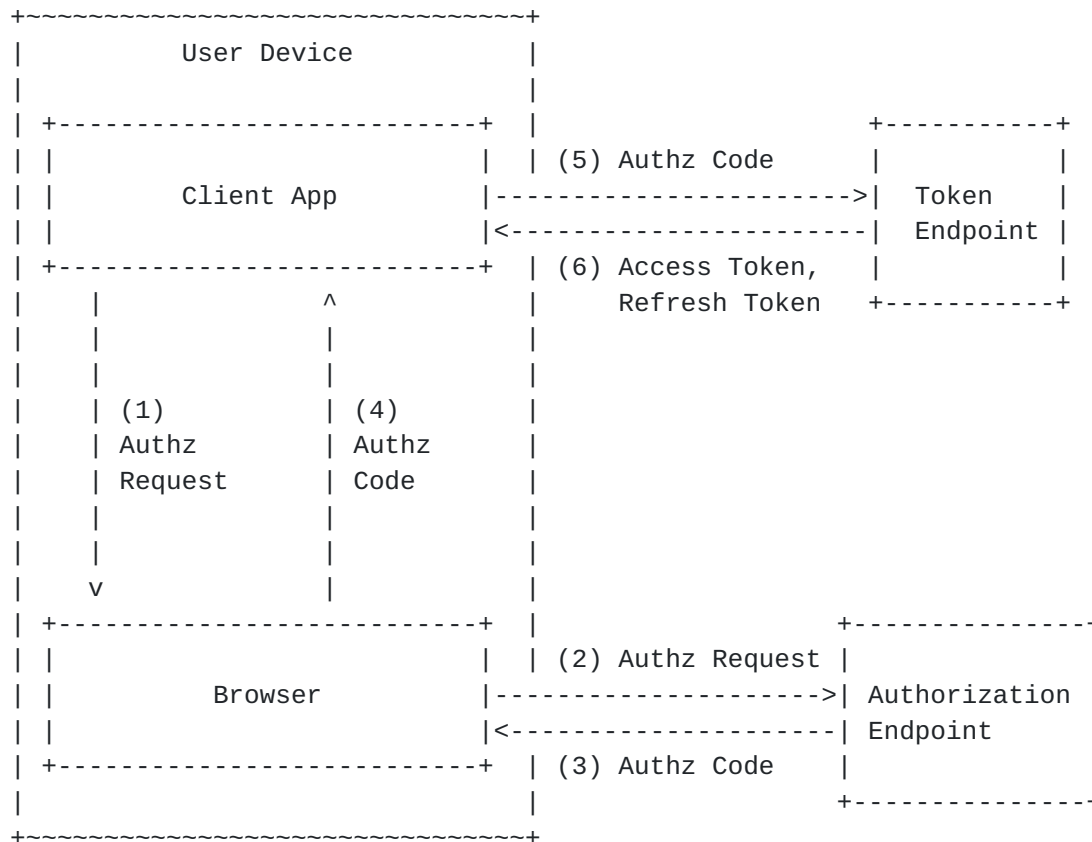 User Device
(5) Authz Code
Client App
Token
Endpoint
(6) Access Token,
Refresh Token
(1)
(4)
Authz
Authz
Request
Code
(2) Authz Request
Browser
Authorization
Endpoint
(3) Authz Code